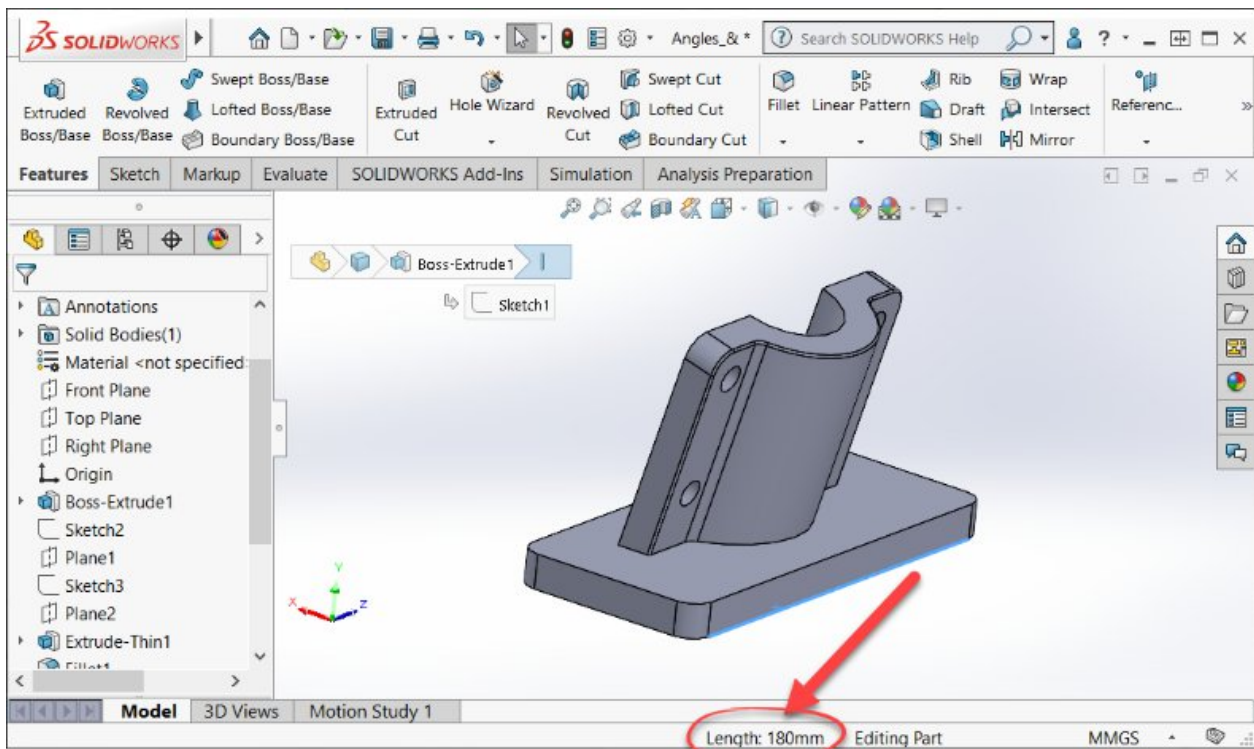 SOLIDWORKS Angles_& * Search SOLIDWORKS Help ?
Extruded Boss/Base
Revolved Boss/Base
Swept Boss/Base
Lofted Boss/Base
Boundary Boss/Base
Extruded Cut
Hole Wizard
Revolved Cut
Swept Cut
Lofted Cut
Boundary Cut
Fillet
Linear Pattern
Rib
Draft
Shell
Wrap
Intersect
Mirror
Referenc...
Features Sketch Markup Evaluate SOLIDWORKS Add-Ins Simulation Analysis Preparation
Boss-Extrude1
Sketch1
Annotations
Solid Bodies(1)
Material <not specified
Front Plane
Top Plane
Right Plane
Origin
Boss-Extrude1
Sketch2
Plane1
Sketch3
Plane2
Extrude-Thin1
Fillet1
Y
X
Z
Model 3D Views Motion Study 1
Length: 180mm Editing Part MMGS